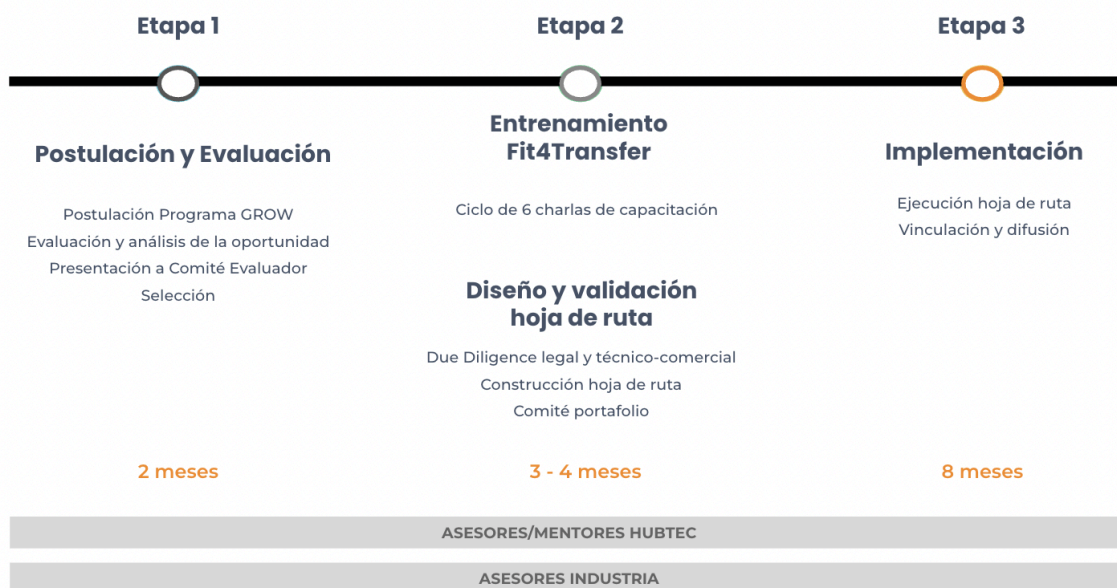 Etapa 1
Etapa 2
Etapa 3
Postulación y Evaluación
Postulación Programa GROW
Evaluación y análisis de la oportunidad
Presentación a Comité Evaluador
Selección
2 meses
Entrenamiento
Fit4Transfer
Ciclo de 6 charlas de capacitación
Diseño y validación
hoja de ruta
Due Diligence legal y técnico-comercial
Construcción hoja de ruta
Comité portafolio
3 - 4 meses
Implementación
Ejecución hoja de ruta
Vinculación y difusión
8 meses
ASESORES/MENTORES HUBTEC
ASESORES INDUSTRIA